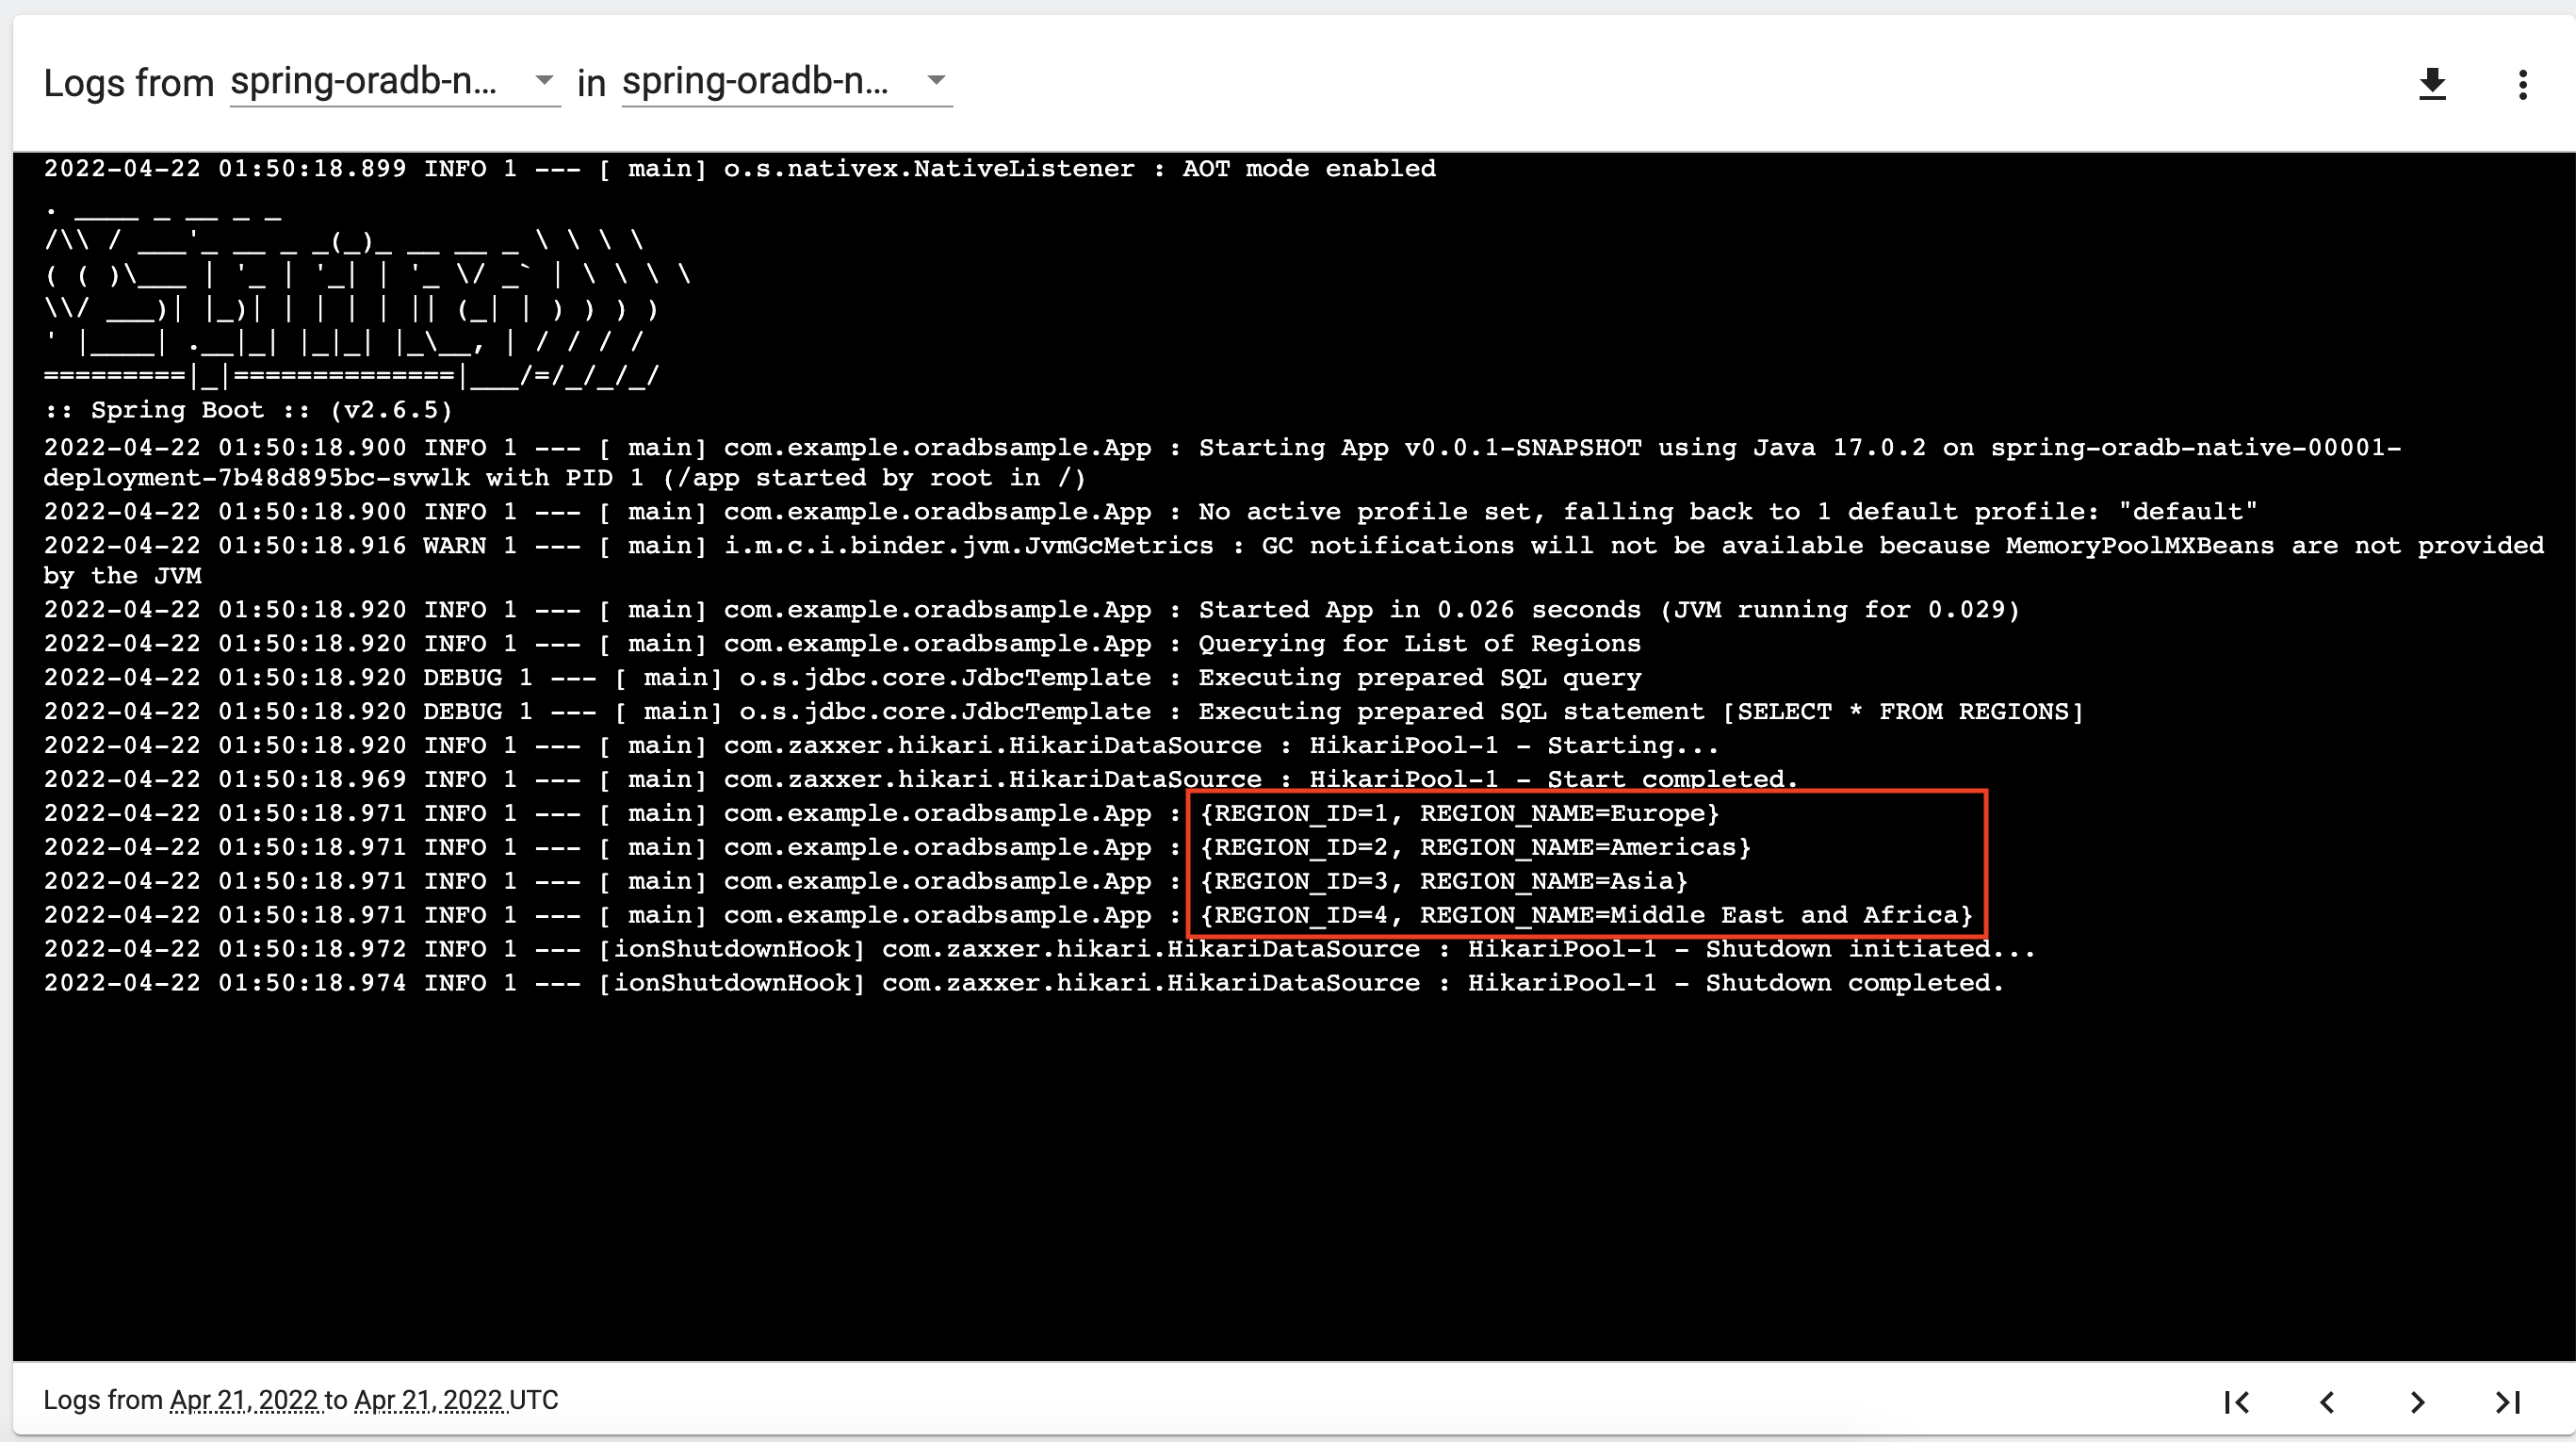 Logs from spring-oradb-n... in spring-oradb-n...
2022-04-22 01:50:18.899 INFO 1 --- [ main] o.s.nativex.NativeListener : AOT mode enabled
. ____ _ __ _ _
/\\ / ___'_ __ _ _(_)_ __ __ _ \ \ \ \
( ( )\___ | '_ | '_| | '_ \/ _` | \ \ \ \
\\/ ___)| |_)| | | | | || (_| | ) ) ) )
' |____| .__|_| |_|_| |_\__, | / / / /
=========|_|==============|___/=/_/_/_/
:: Spring Boot :: (v2.6.5)
2022-04-22 01:50:18.900 INFO 1 --- [ main] com.example.oradbsample.App : Starting App v0.0.1-SNAPSHOT using Java 17.0.2 on spring-oradb-native-00001-
deployment-7b48d895bc-svwlk with PID 1 (/app started by root in /)
2022-04-22 01:50:18.900 INFO 1 --- [ main] com.example.oradbsample.App : No active profile set, falling back to 1 default profile: "default"
2022-04-22 01:50:18.916 WARN 1 --- [ main] i.m.c.i.binder.jvm.JvmGcMetrics : GC notifications will not be available because MemoryPoolMXBeans are not provided
by the JVM
2022-04-22 01:50:18.920 INFO 1 --- [ main] com.example.oradbsample.App : Started App in 0.026 seconds (JVM running for 0.029)
2022-04-22 01:50:18.920 INFO 1 --- [ main] com.example.oradbsample.App : Querying for List of Regions
2022-04-22 01:50:18.920 DEBUG 1 --- [ main] o.s.jdbc.core.JdbcTemplate : Executing prepared SQL query
2022-04-22 01:50:18.920 DEBUG 1 --- [ main] o.s.jdbc.core.JdbcTemplate : Executing prepared SQL statement [SELECT * FROM REGIONS]
2022-04-22 01:50:18.920 INFO 1 --- [ main] com.zaxxer.hikari.HikariDataSource : HikariPool-1 - Starting...
2022-04-22 01:50:18.969 INFO 1 --- [ main] com.zaxxer.hikari.HikariDataSource : HikariPool-1 - Start completed.
2022-04-22 01:50:18.971 INFO 1 --- [ main] com.example.oradbsample.App : {REGION_ID=1, REGION_NAME=Europe}
2022-04-22 01:50:18.971 INFO 1 --- [ main] com.example.oradbsample.App : {REGION_ID=2, REGION_NAME=Americas}
2022-04-22 01:50:18.971 INFO 1 --- [ main] com.example.oradbsample.App : {REGION_ID=3, REGION_NAME=Asia}
2022-04-22 01:50:18.971 INFO 1 --- [ main] com.example.oradbsample.App : {REGION_ID=4, REGION_NAME=Middle East and Africa}
2022-04-22 01:50:18.972 INFO 1 --- [ionShutdownHook] com.zaxxer.hikari.HikariDataSource : HikariPool-1 - Shutdown initiated...
2022-04-22 01:50:18.974 INFO 1 --- [ionShutdownHook] com.zaxxer.hikari.HikariDataSource : HikariPool-1 - Shutdown completed.
Logs from Apr 21, 2022 to Apr 21, 2022 UTC